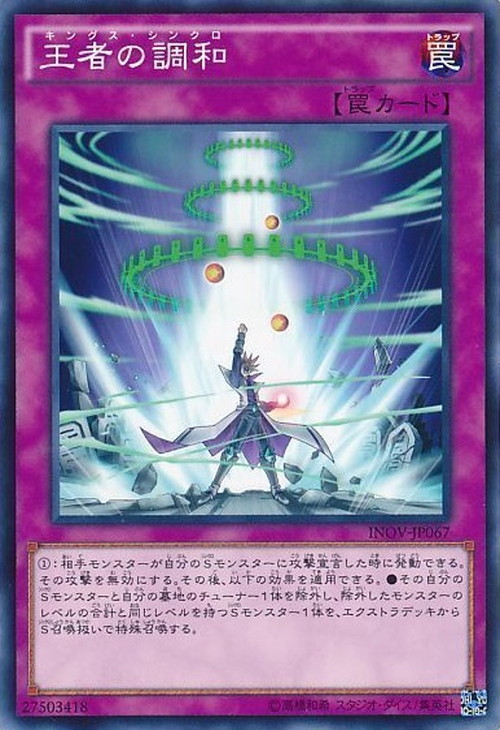 キングス・シンクロ
王者の調和
トラップ
罠
トラップ
【罠カード】
INOV-JP067
①：相手モンスターが自分のSモンスターに攻撃宣言した時に発動できる。
その攻撃を無効にする。その後、以下の効果を適用できる。●その自分の
Sモンスターと自分の墓地のチューナー1体を除外し、除外したモンスターの
レベルの合計と同じレベルを持つSモンスター1体を、エクストラデッキから
S召喚扱いで特殊召喚する。
27503418
©高橋和希 スタジオ・ダイス/集英社